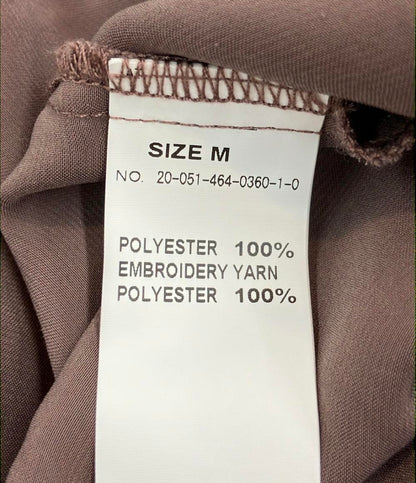 SIZE M
NO. 20-051-464-0360-1-0
POLYESTER 100%
EMBROIDERY YARN
POLYESTER 100%